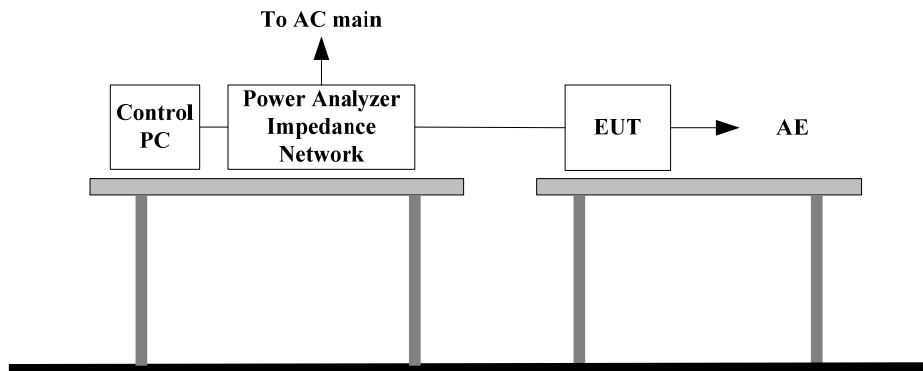 To AC main
Control
PC
Power Analyzer
Impedance
Network
EUT
AE